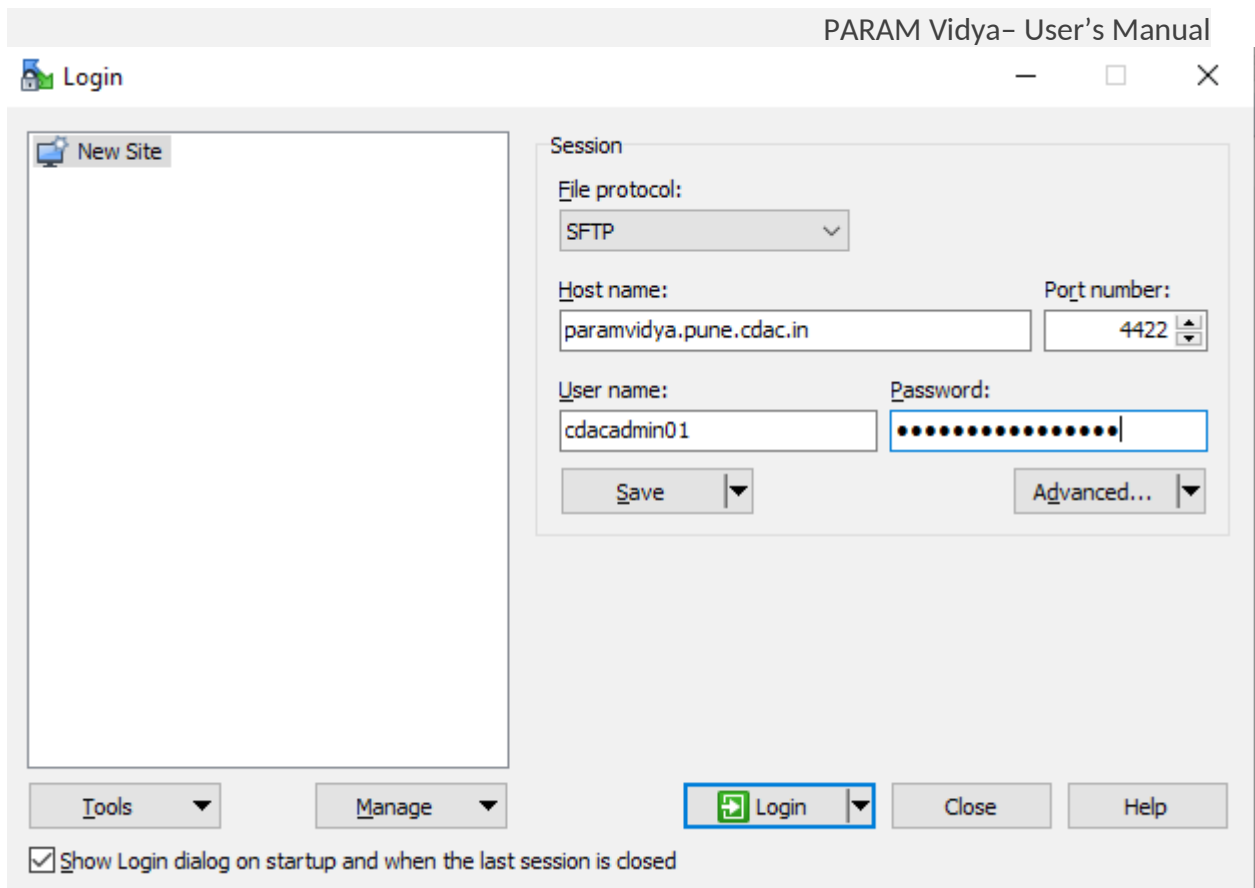 PARAM Vidya– User’s Manual
Login
New Site
Session
File protocol:
SFTP
Host name:
Port number:
paramvidya.pune.cdac.in
4422
User name:
Password:
cdacadmin01
••••••••••••••••
Save
Advanced...
Tools
Manage
Login
Close
Help
Show Login dialog on startup and when the last session is closed